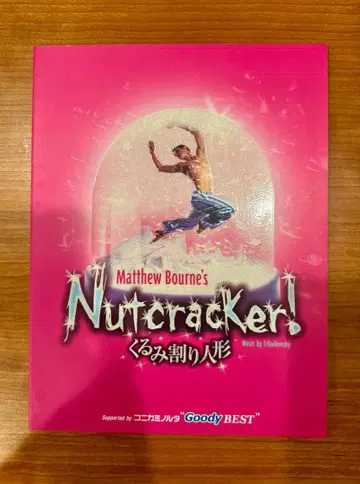 Matthew Bourne's
Nutcracker!
Music by Tchaikovsky
くるみ割り人形
Supported by コニカミノルタ "Goody BEST"